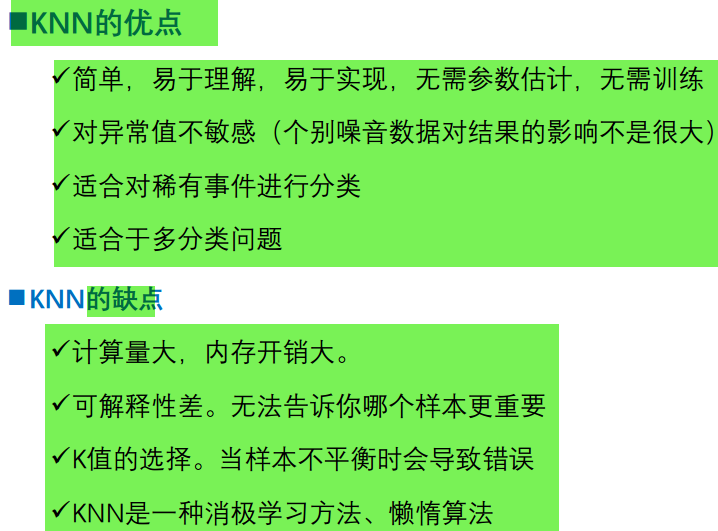 ■KNN的优点
✓简单，易于理解，易于实现，无需参数估计，无需训练
✓对异常值不敏感（个别噪音数据对结果的影响不是很大）
✓适合对稀有事件进行分类
✓适合于多分类问题
■KNN的缺点
✓计算量大，内存开销大。
✓可解释性差。无法告诉你哪个样本更重要
✓K值的选择。当样本不平衡时会导致错误
✓KNN是一种消极学习方法、懒惰算法